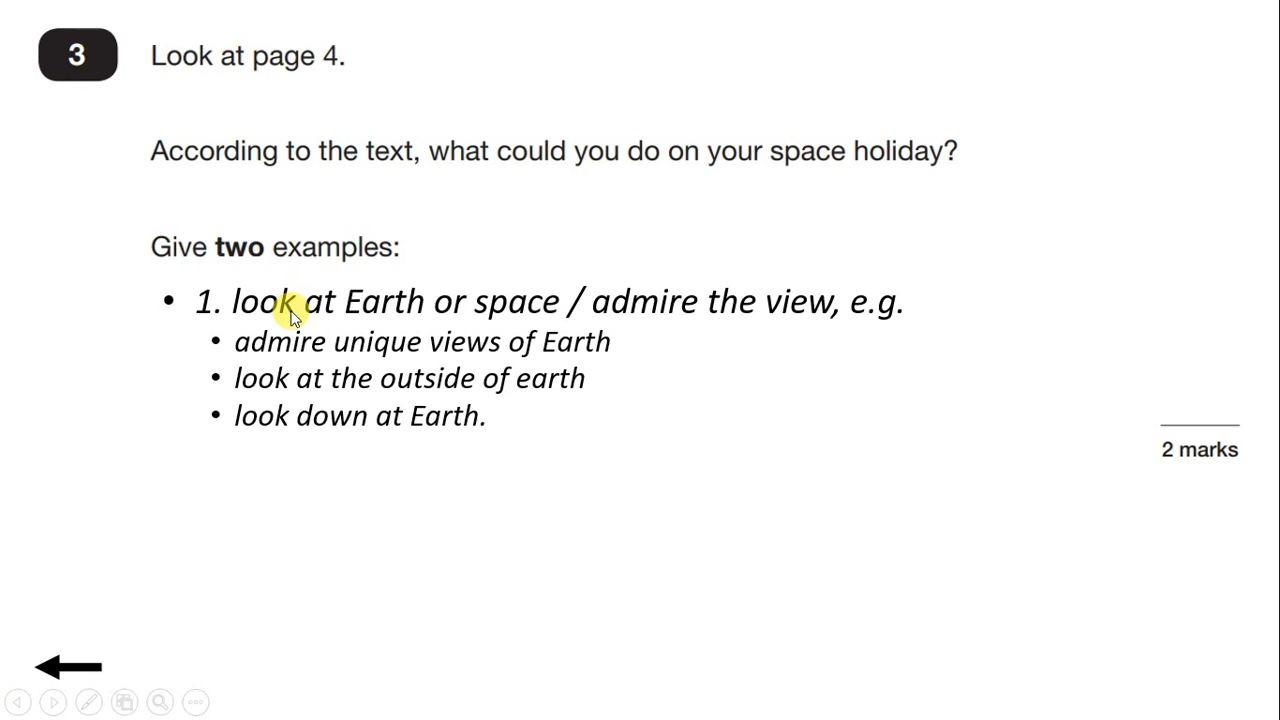 3 Look at page 4.
According to the text, what could you do on your space holiday?
Give two examples:
• 1. look at Earth or space / admire the view, e.g.
• admire unique views of Earth
• look at the outside of earth
• look down at Earth.
2 marks